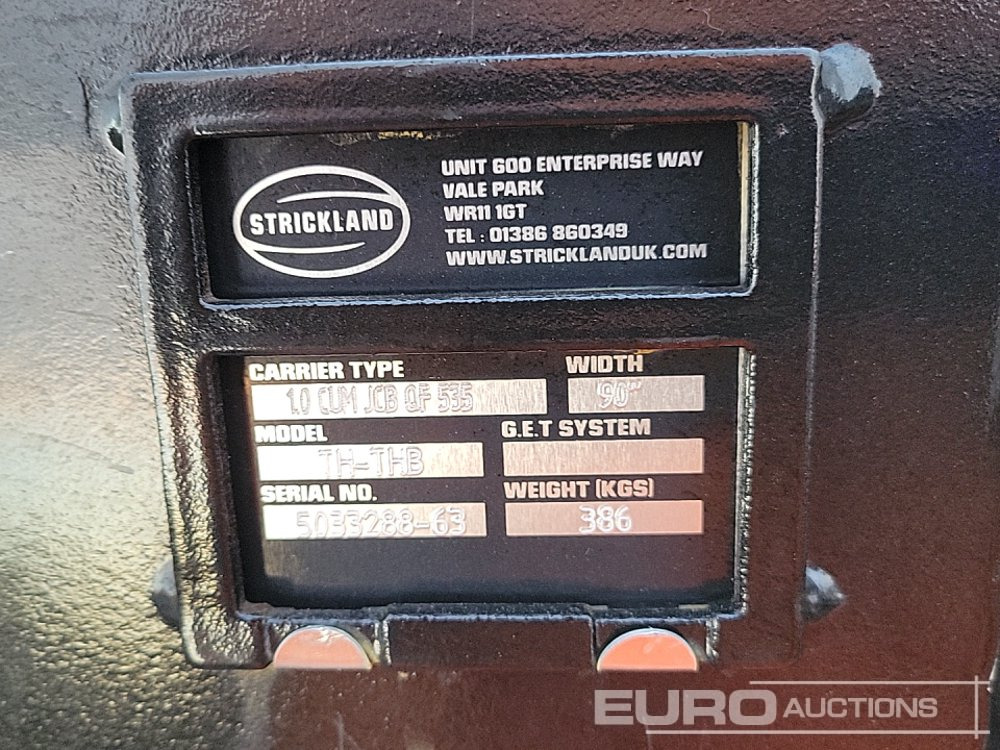 STRICKLAND
UNIT 600 ENTERPRISE WAY
VALE PARK
WR11 1GT
TEL : 01386 860349
WWW.STRICKLANDUK.COM
CARRIER TYPE
1.0 CUM JCB QF 535
WIDTH
90"
MODEL
TH-THB
G.E.T SYSTEM
SERIAL NO.
5033288-63
WEIGHT (KGS)
386
EURO AUCTIONS